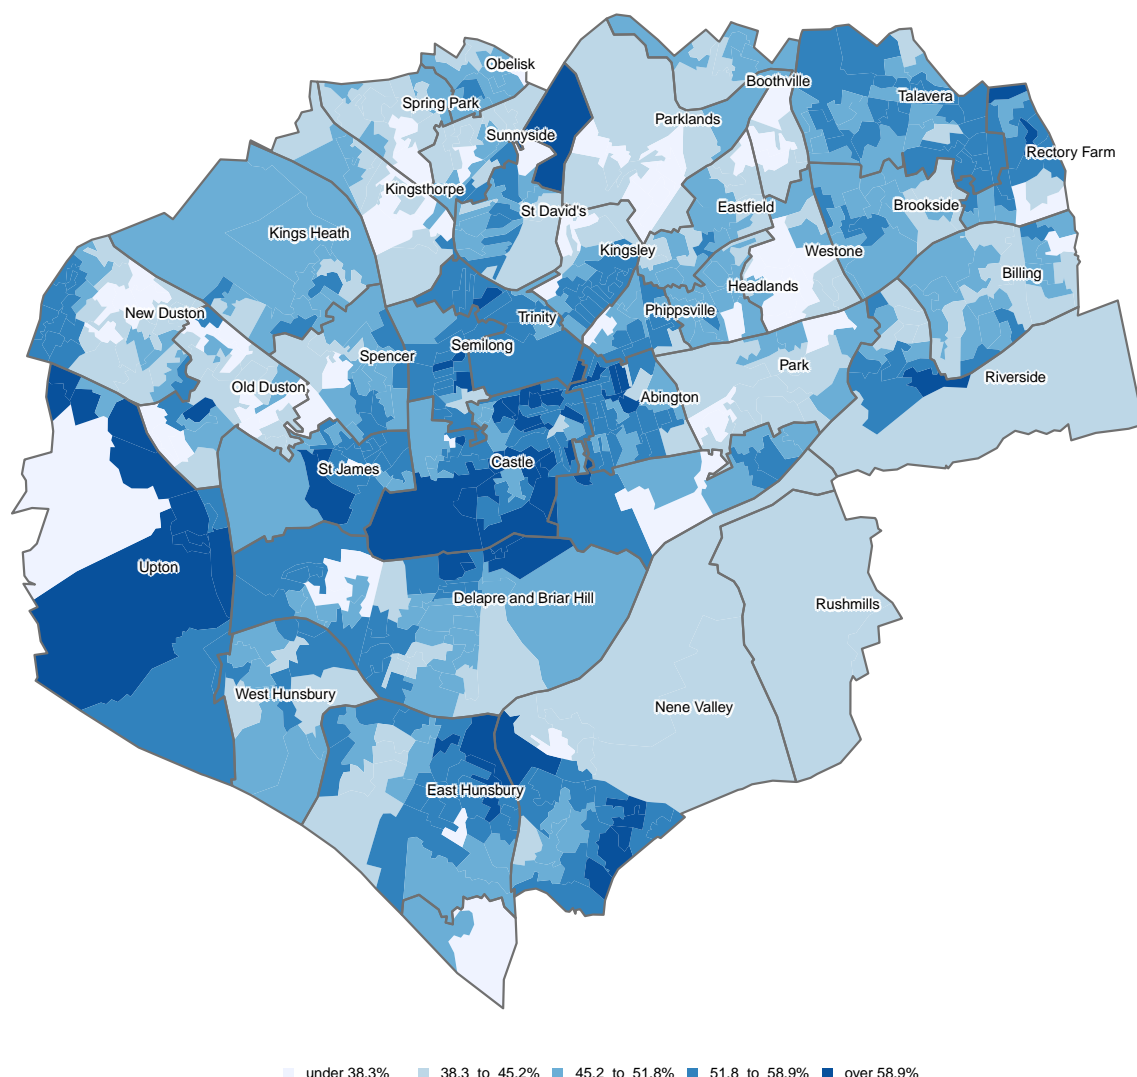 Obelisk
Boothville
Spring Park
Talavera
Parklands
Sunnyside
Rectory Farm
Kingsthorpe
Brookside
Eastfield
St David's
Kings Heath
Kingsley
Westone
Billing
Headlands
New Duston
Phippsville
Trinity
Semilong
Spencer
Park
Riverside
Old Duston
Abington
Castle
St James
Upton
Delapre and Briar Hill
Rushmills
West Hunsbury
Nene Valley
East Hunsbury
under 38.3% 38.3 to 45.2% 45.2 to 51.8% 51.8 to 58.9% over 58.9%